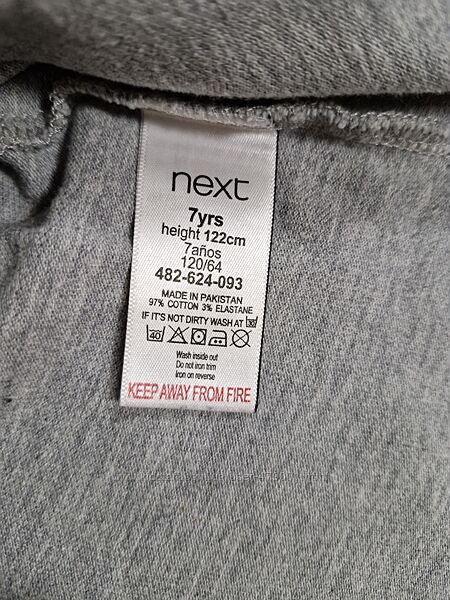 next
7yrs
height 122cm
7años
120/64
482-624-093
MADE IN PAKISTAN
97% COTTON 3% ELASTANE
IF IT'S NOT DIRTY WASH AT 30
40
Wash inside out
Do not iron trim
Iron on reverse
KEEP AWAY FROM FIRE